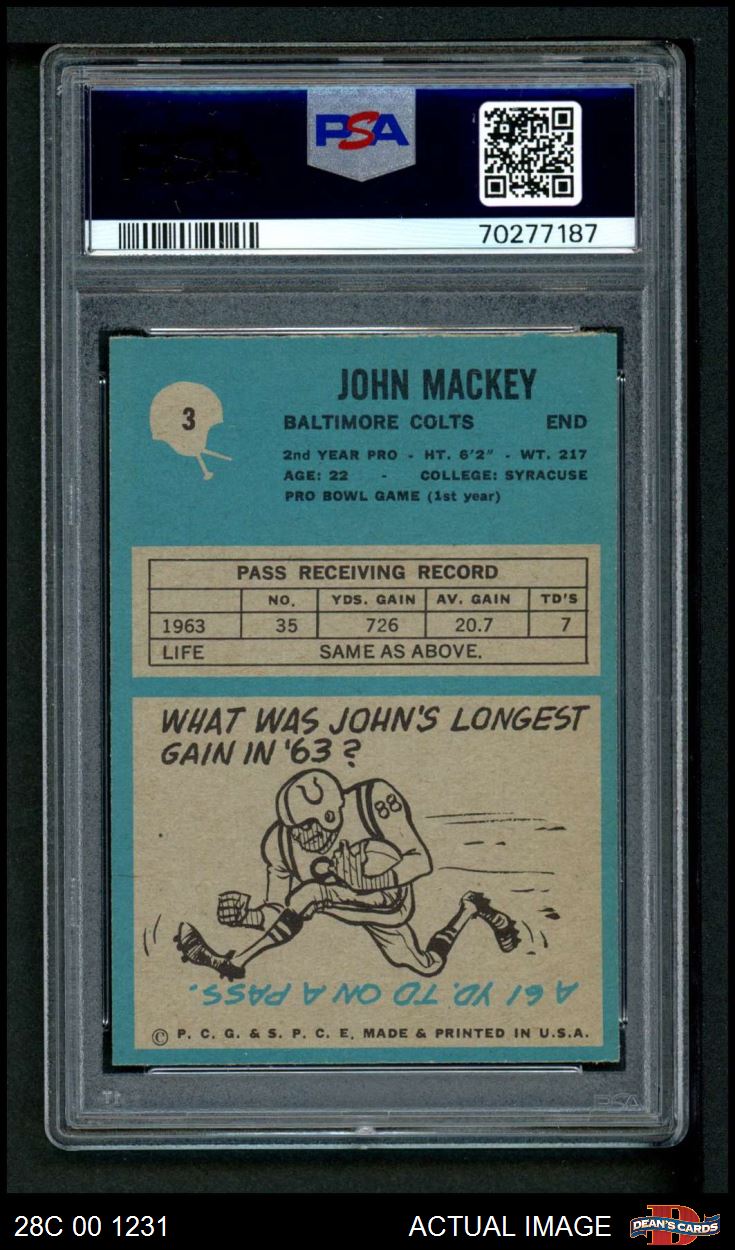 PSA
70277187
3
JOHN MACKEY
BALTIMORE COLTS END
2nd YEAR PRO - HT. 6'2" - WT. 217
AGE: 22 - COLLEGE: SYRACUSE
PRO BOWL GAME (1st year)
PASS RECEIVING RECORD
NO. YDS. GAIN AV. GAIN TD'S
1963 35 726 20.7 7
LIFE SAME AS ABOVE.
WHAT WAS JOHN'S LONGEST
GAIN IN '63?
88
A 61 YD. TD ON A PASS.
© P. C. G. & S. P. C. E. MADE & PRINTED IN U.S.A.
PSA
28C 00 1231 ACTUAL IMAGE DEAN'S CARDS